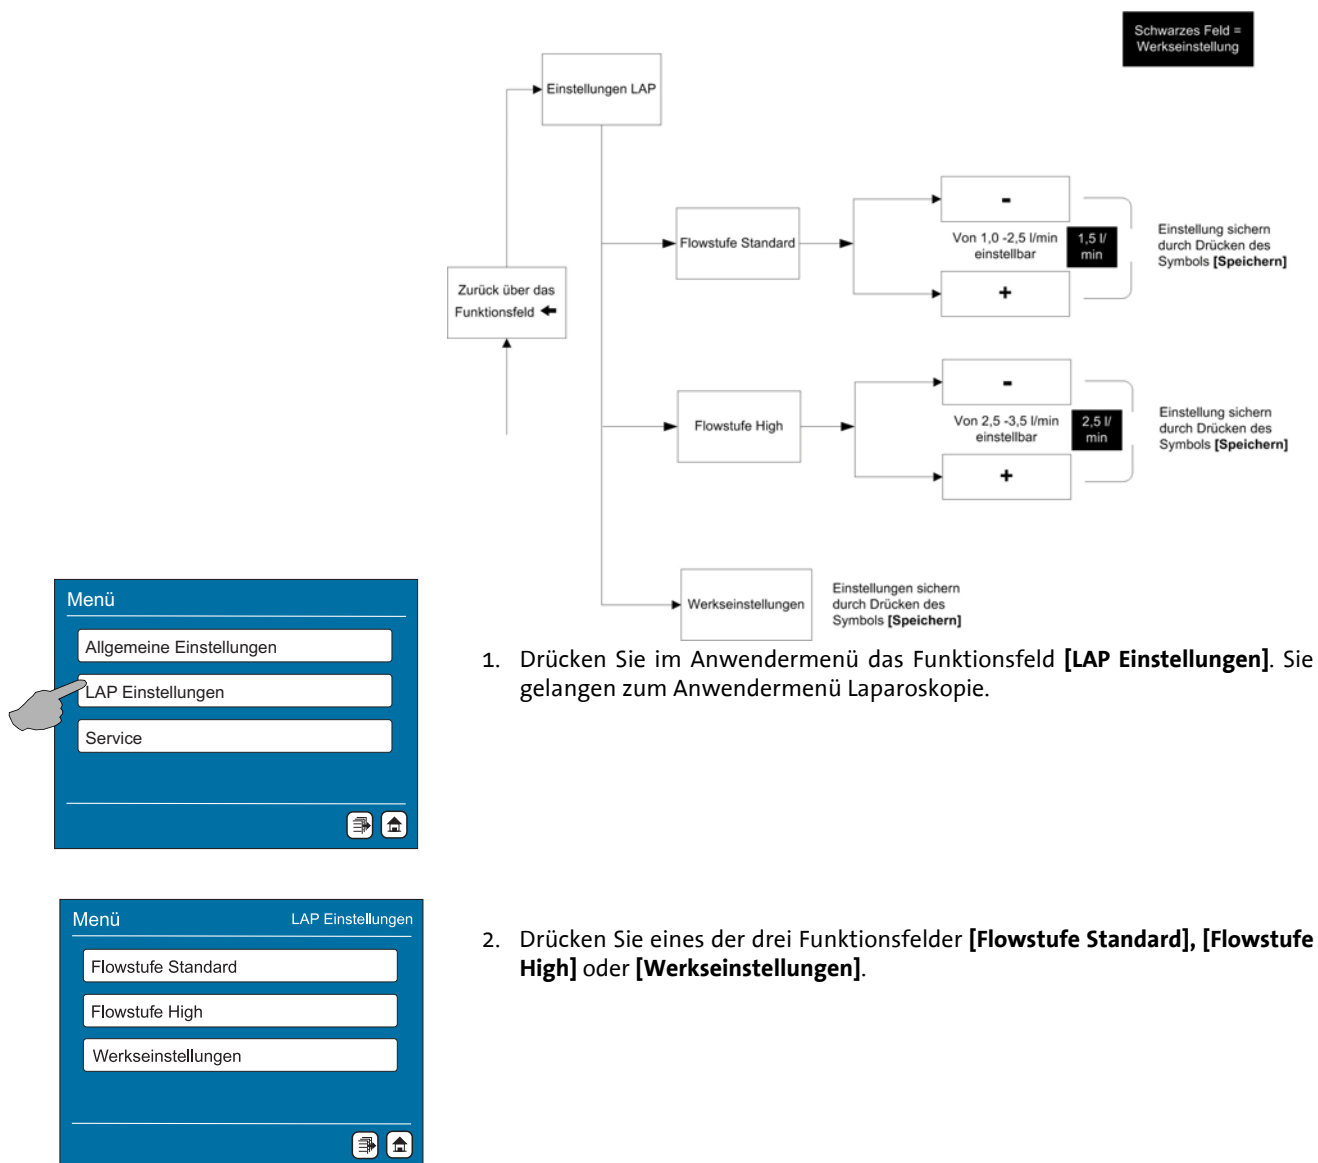 Schwarzes Feld =
Werkseinstellung
Einstellungen LAP
Zurück über das
Funktionsfeld
Flowstufe Standard
-
Von 1,0 -2,5 l/min
einstellbar
1,5 l/
min
+
Einstellung sichern
durch Drücken des
Symbols [Speichern]
Flowstufe High
-
Von 2,5 -3,5 l/min
einstellbar
2,5 l/
min
+
Einstellung sichern
durch Drücken des
Symbols [Speichern]
Werkseinstellungen
Einstellungen sichern
durch Drücken des
Symbols [Speichern]
Menü
Allgemeine Einstellungen
LAP Einstellungen
Service
1. Drücken Sie im Anwendermenü das Funktionsfeld [LAP Einstellungen]. Sie
gelangen zum Anwendermenü Laparoskopie.
Menü LAP Einstellungen
Flowstufe Standard
Flowstufe High
Werkseinstellungen
2. Drücken Sie eines der drei Funktionsfelder [Flowstufe Standard], [Flowstufe
High] oder [Werkseinstellungen].